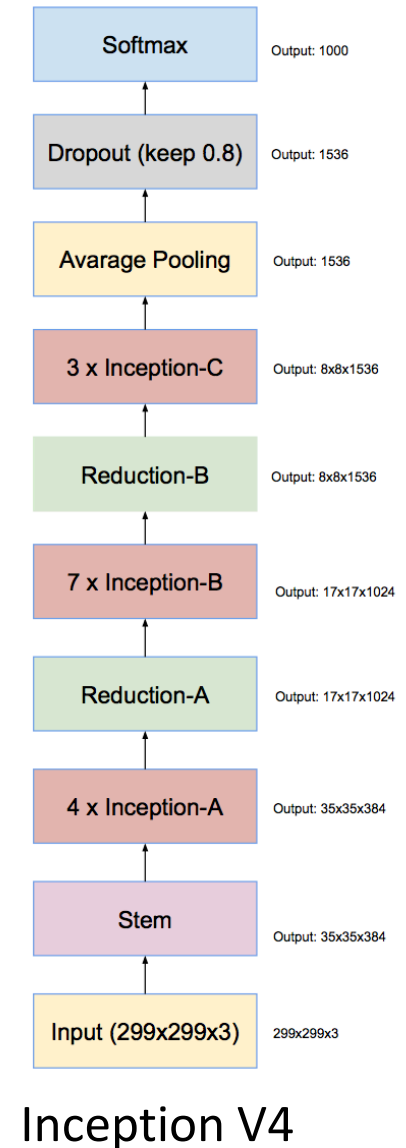 Softmax
Output: 1000
Dropout (keep 0.8)
Output: 1536
Avarage Pooling
Output: 1536
3 x Inception-C
Output: 8x8x1536
Reduction-B
Output: 8x8x1536
7 x Inception-B
Output: 17x17x1024
Reduction-A
Output: 17x17x1024
4 x Inception-A
Output: 35x35x384
Stem
Output: 35x35x384
Input (299x299x3)
299x299x3
Inception V4